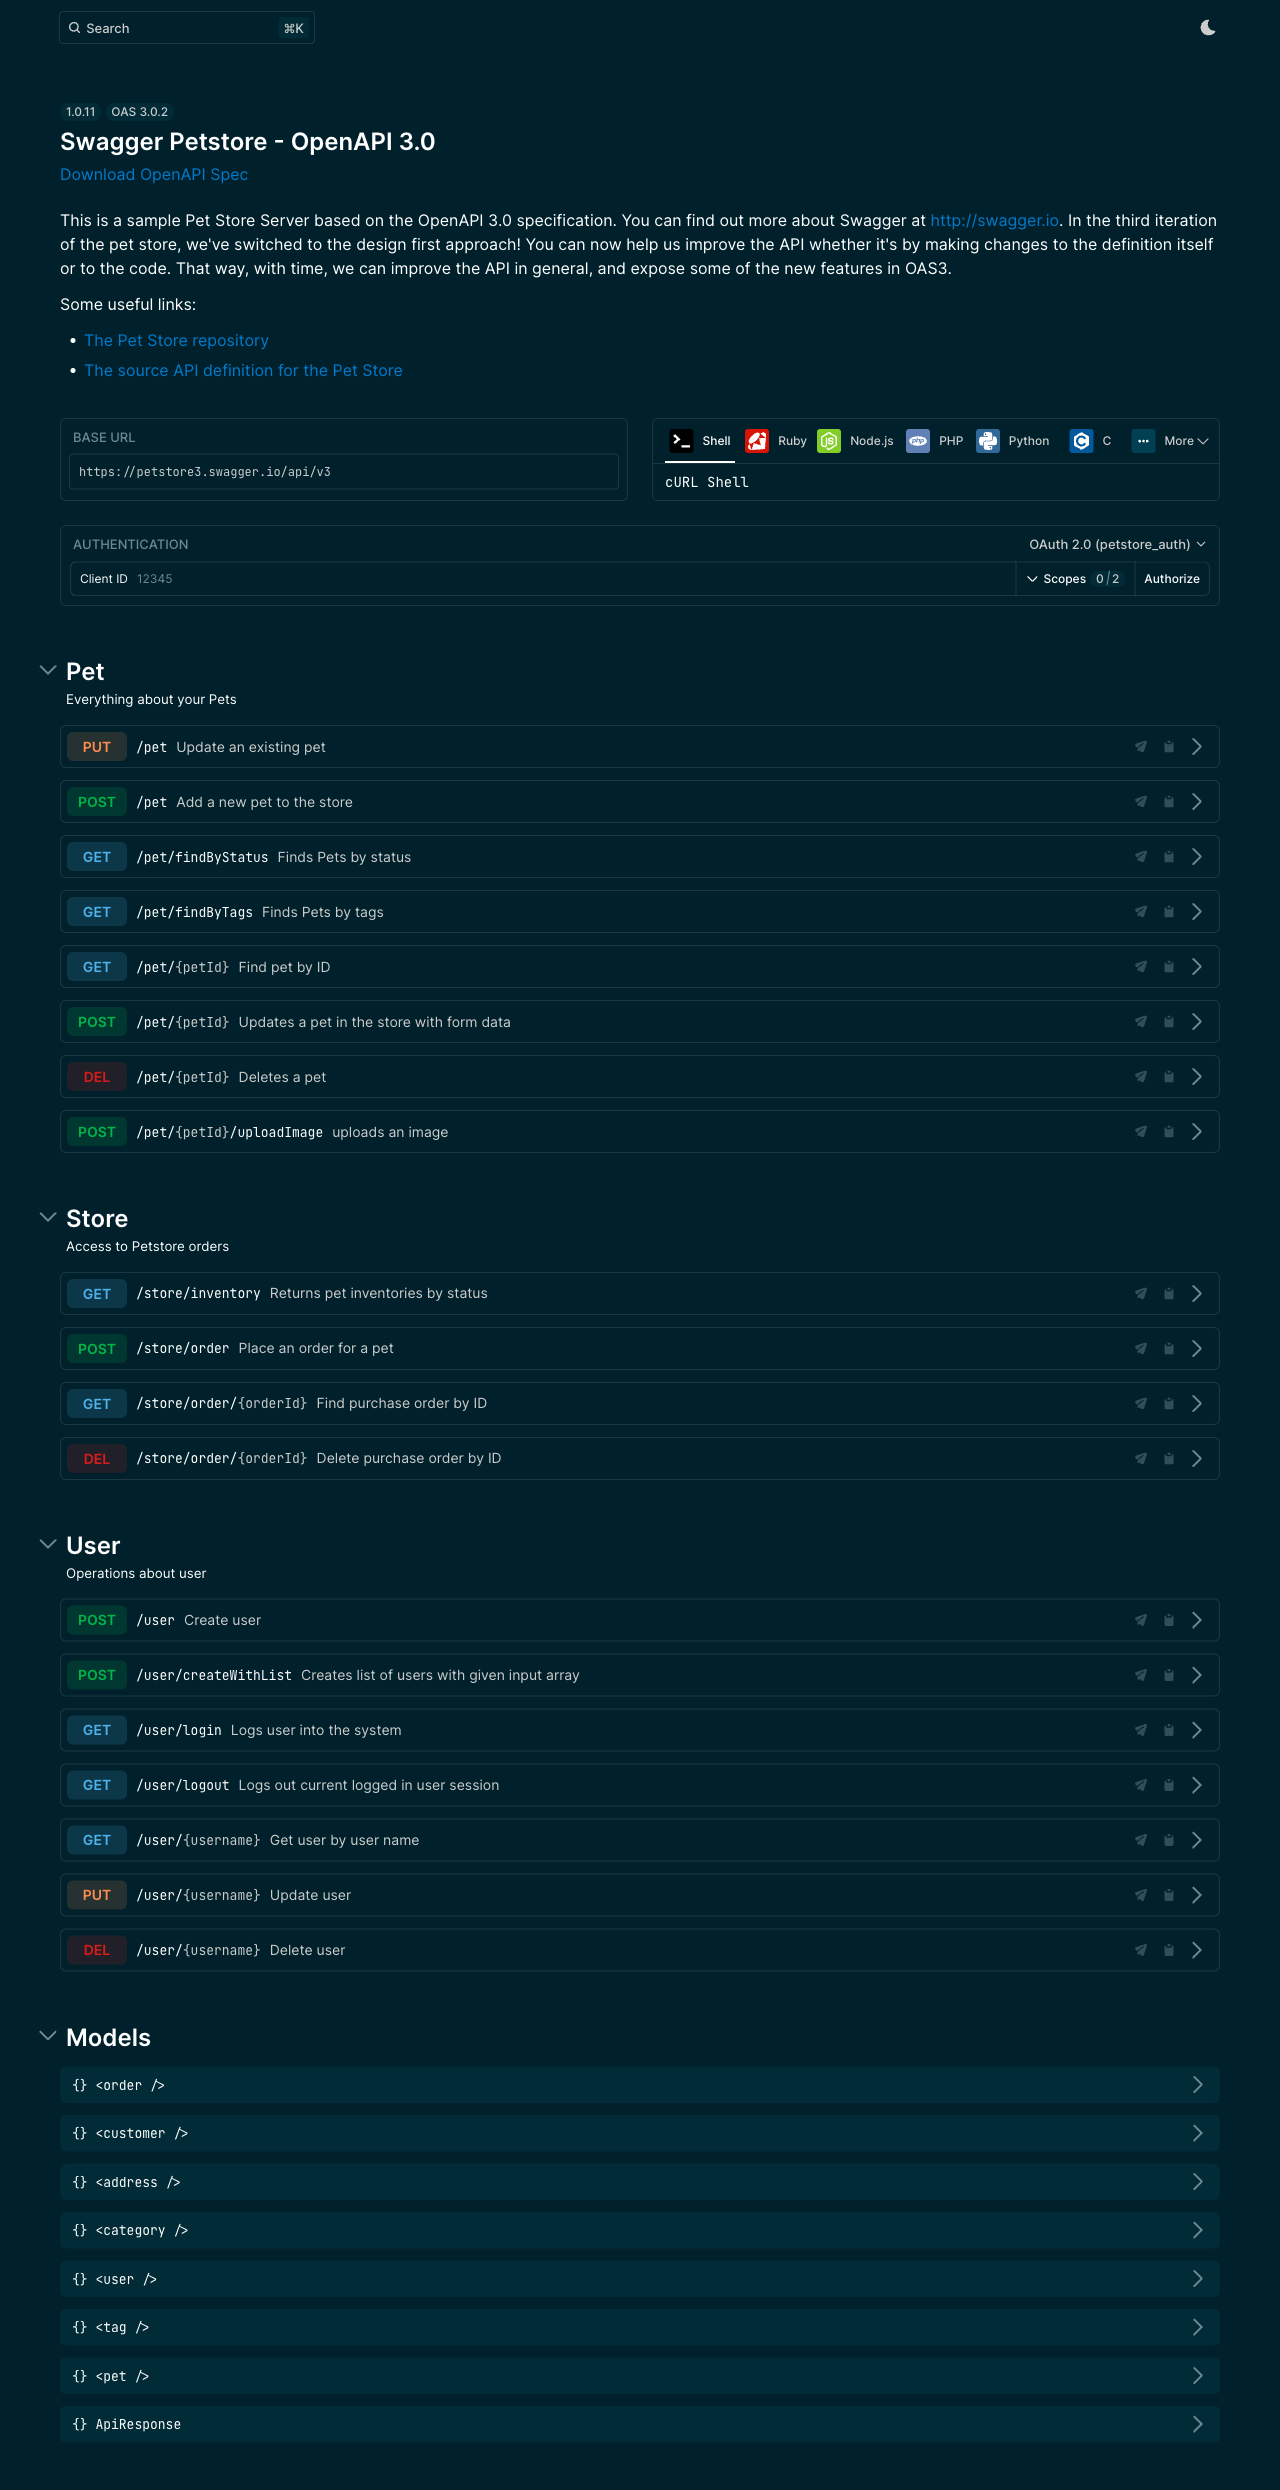 Search ⌘K
1.0.11 OAS 3.0.2
Swagger Petstore - OpenAPI 3.0
Download OpenAPI Spec
This is a sample Pet Store Server based on the OpenAPI 3.0 specification. You can find out more about Swagger at http://swagger.io. In the third iteration
of the pet store, we've switched to the design first approach! You can now help us improve the API whether it's by making changes to the definition itself
or to the code. That way, with time, we can improve the API in general, and expose some of the new features in OAS3.
Some useful links:
• The Pet Store repository
• The source API definition for the Pet Store
BASE URL
https://petstore3.swagger.io/api/v3
Shell Ruby Node.js PHP Python C More
cURL Shell
AUTHENTICATION OAuth 2.0 (petstore_auth)
Client ID 12345 Scopes 0/2 Authorize
Pet
Everything about your Pets
PUT /pet Update an existing pet
POST /pet Add a new pet to the store
GET /pet/findByStatus Finds Pets by status
GET /pet/findByTags Finds Pets by tags
GET /pet/{petId} Find pet by ID
POST /pet/{petId} Updates a pet in the store with form data
DEL /pet/{petId} Deletes a pet
POST /pet/{petId}/uploadImage uploads an image
Store
Access to Petstore orders
GET /store/inventory Returns pet inventories by status
POST /store/order Place an order for a pet
GET /store/order/{orderId} Find purchase order by ID
DEL /store/order/{orderId} Delete purchase order by ID
User
Operations about user
POST /user Create user
POST /user/createWithList Creates list of users with given input array
GET /user/login Logs user into the system
GET /user/logout Logs out current logged in user session
GET /user/{username} Get user by user name
PUT /user/{username} Update user
DEL /user/{username} Delete user
Models
{} <order />
{} <customer />
{} <address />
{} <category />
{} <user />
{} <tag />
{} <pet />
{} ApiResponse